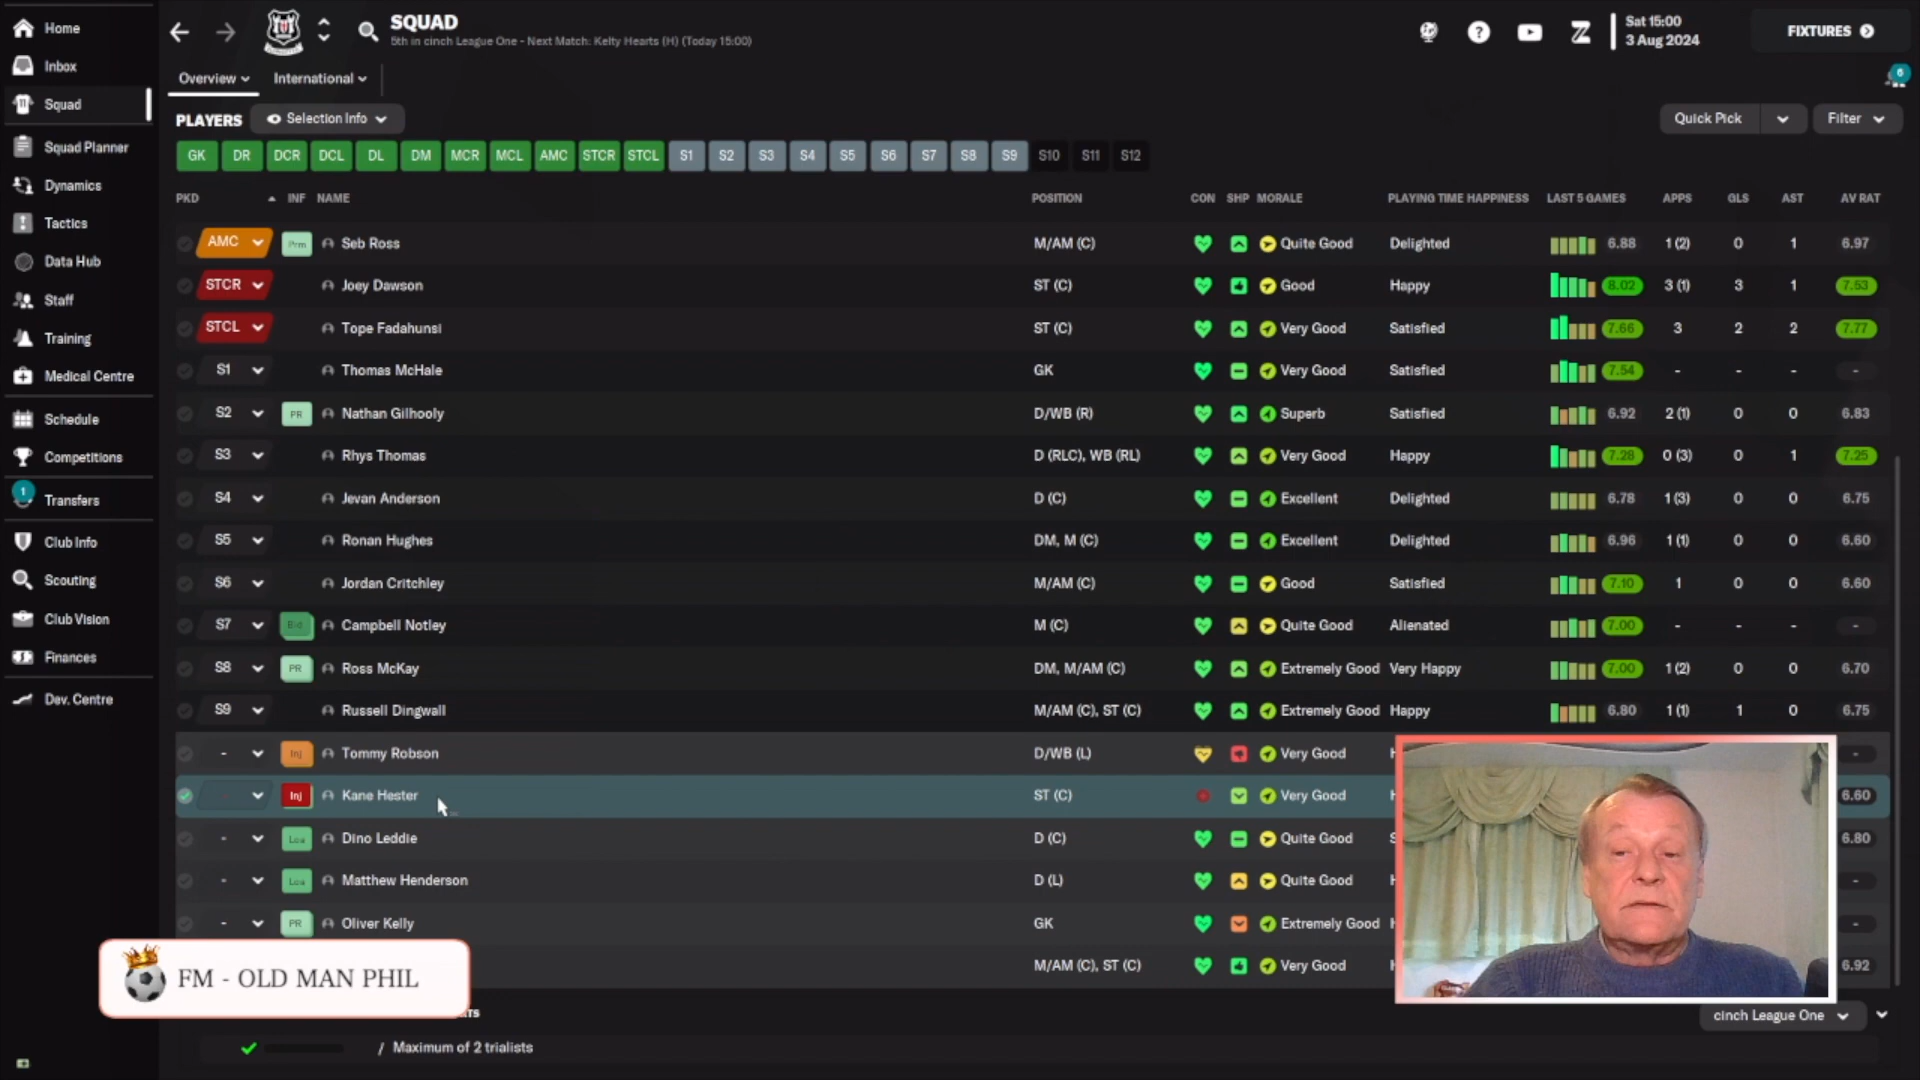 Home
Inbox
Squad
Squad Planner
Dynamics
Tactics
Data Hub
Staff
Training
Medical Centre
Schedule
Competitions
1
Transfers
Club Info
Scouting
Club Vision
Finances
Dev. Centre
SQUAD
5th in cinch League One - Next Match: Kelty Hearts (H) (Today 15:00)
Sat 15:00
3 Aug 2024
FIXTURES
Overview
International
6
PLAYERS
Selection Info
Quick Pick
Filter
GK DR DCR DCL DL DM MCR MCL AMC STCR STCL S1 S2 S3 S4 S5 S6 S7 S8 S9 S10 S11 S12
PKD INF NAME POSITION CON SHP MORALE PLAYING TIME HAPPINESS LAST 5 GAMES APPS GLS AST AV RAT
AMC Prm Seb Ross M/AM (C) Quite Good Delighted 6.88 1 (2) 0 1 6.97
STCR Joey Dawson ST (C) Good Happy 8.02 3 (1) 3 1 7.53
STCL Tope Fadahunsi ST (C) Very Good Satisfied 7.66 3 2 2 7.77
S1 Thomas McHale GK Very Good Satisfied 7.54 - - - -
S2 PR Nathan Gilhooly D/WB (R) Superb Satisfied 6.92 2 (1) 0 0 6.83
S3 Rhys Thomas D (RLC), WB (RL) Very Good Happy 7.28 0 (3) 0 1 7.25
S4 Jevan Anderson D (C) Excellent Delighted 6.78 1 (3) 0 0 6.75
S5 Ronan Hughes DM, M (C) Excellent Delighted 6.96 1 (1) 0 0 6.60
S6 Jordan Critchley M/AM (C) Good Satisfied 7.10 1 0 0 6.60
S7 Bid Campbell Notley M (C) Quite Good Alienated 7.00 - - - -
S8 PR Ross McKay DM, M/AM (C) Extremely Good Very Happy 7.00 1 (2) 0 0 6.70
S9 Russell Dingwall M/AM (C), ST (C) Extremely Good Happy 6.80 1 (1) 1 0 6.75
- Inj Tommy Robson D/WB (L) Very Good H -
Inj Kane Hester ST (C) Very Good H 6.60
- Loa Dino Leddie D (C) Quite Good S 6.80
- Loa Matthew Henderson D (L) Quite Good H -
- PR Oliver Kelly GK Extremely Good H -
M/AM (C), ST (C) Very Good H 6.92
FM - OLD MAN PHIL
cinch League One
/ Maximum of 2 trialists